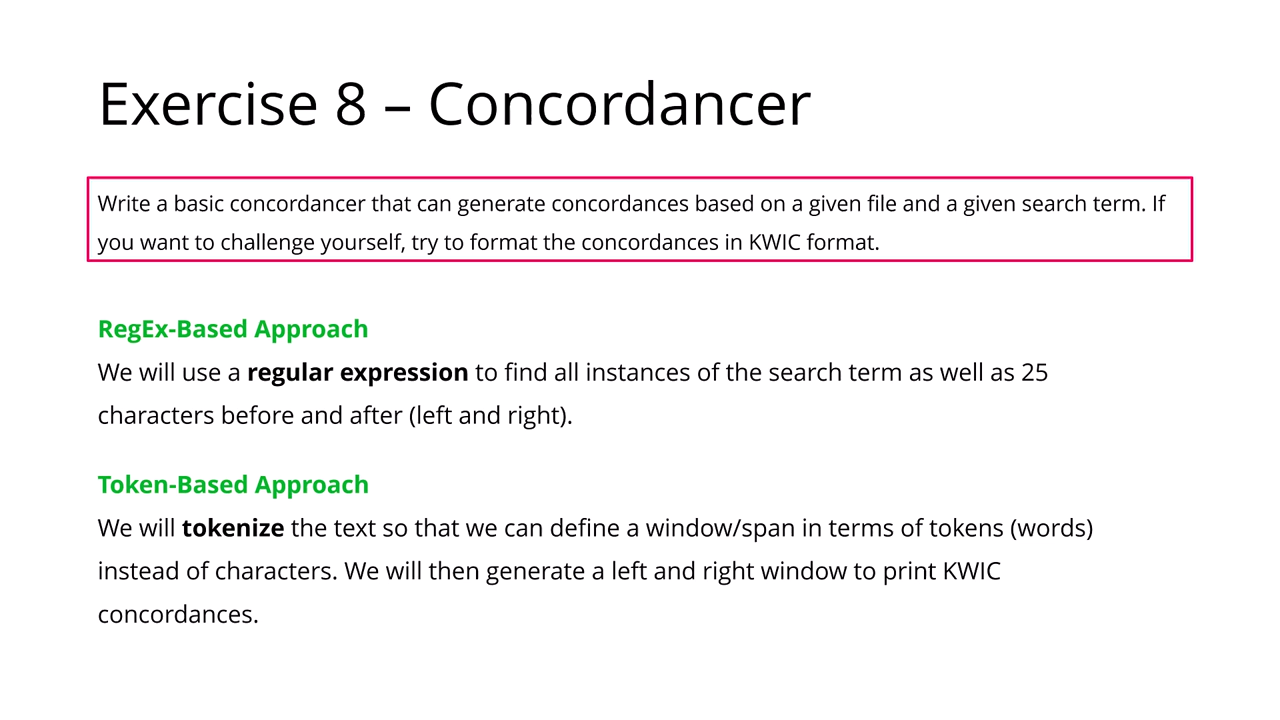 Exercise 8 – Concordancer
Write a basic concordancer that can generate concordances based on a given file and a given search term. If
you want to challenge yourself, try to format the concordances in KWIC format.
RegEx-Based Approach
We will use a regular expression to find all instances of the search term as well as 25
characters before and after (left and right).
Token-Based Approach
We will tokenize the text so that we can define a window/span in terms of tokens (words)
instead of characters. We will then generate a left and right window to print KWIC
concordances.